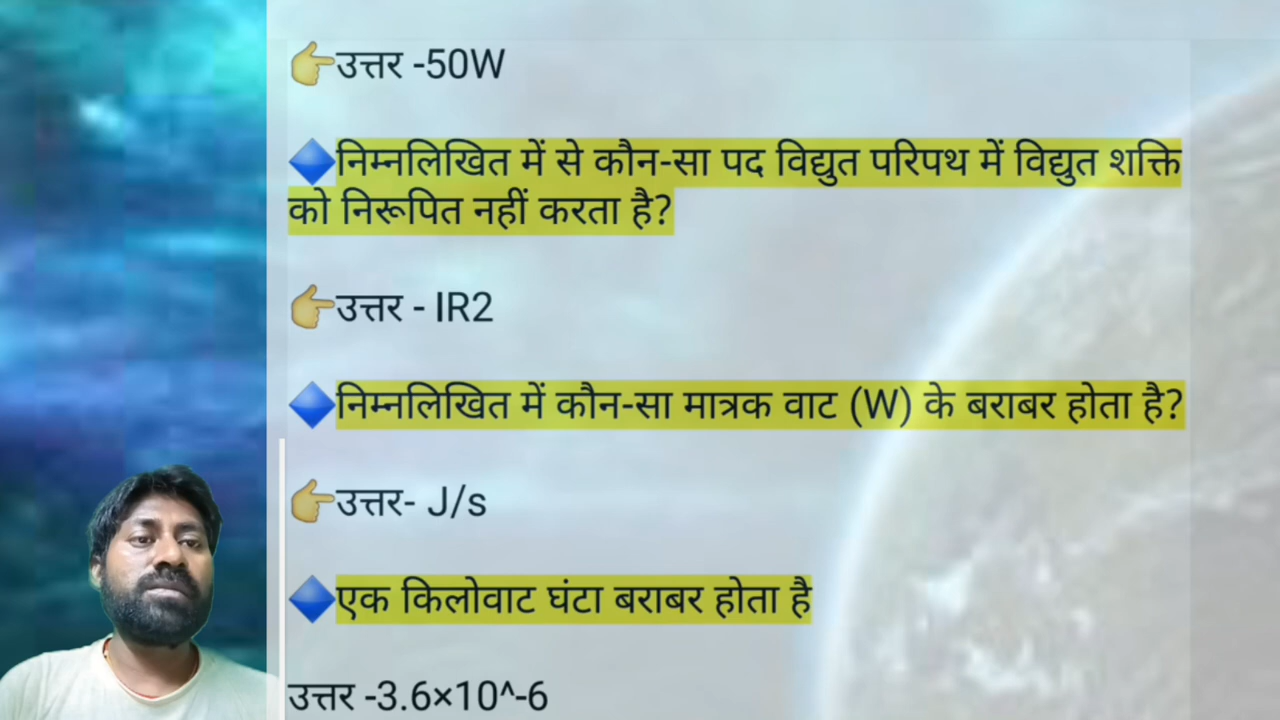 👉उत्तर -50W
🔷निम्नलिखित में से कौन-सा पद विद्युत परिपथ में विद्युत शक्ति
को निरूपित नहीं करता है?
👉उत्तर - IR2
🔷निम्नलिखित में कौन-सा मात्रक वाट (W) के बराबर होता है?
👉उत्तर- J/s
🔷एक किलोवाट घंटा बराबर होता है
उत्तर -3.6×10^-6